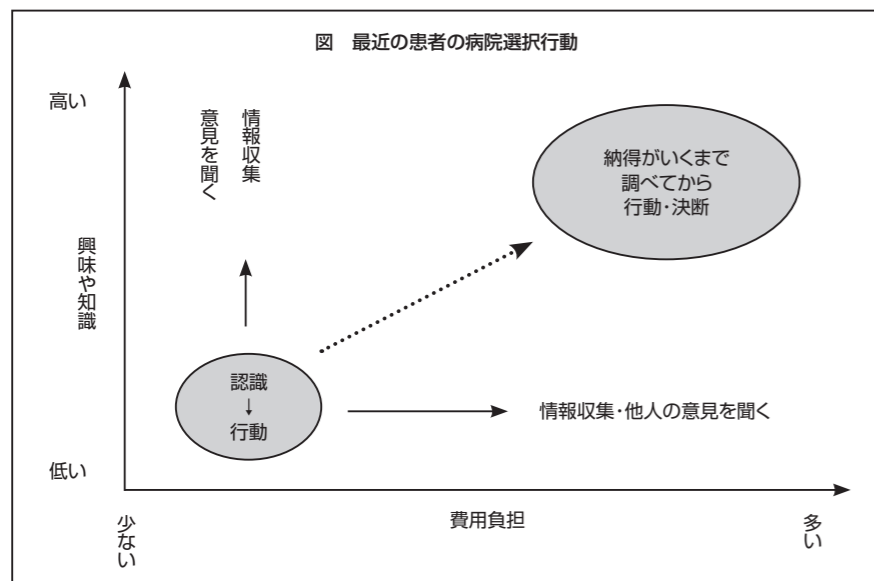 図　最近の患者の病院選択行動
高い
情報収集
意見を聞く
納得がいくまで
調べてから
行動・決断
興味や知識
認識
↓
行動
情報収集・他人の意見を聞く
低い
少ない
費用負担
多い